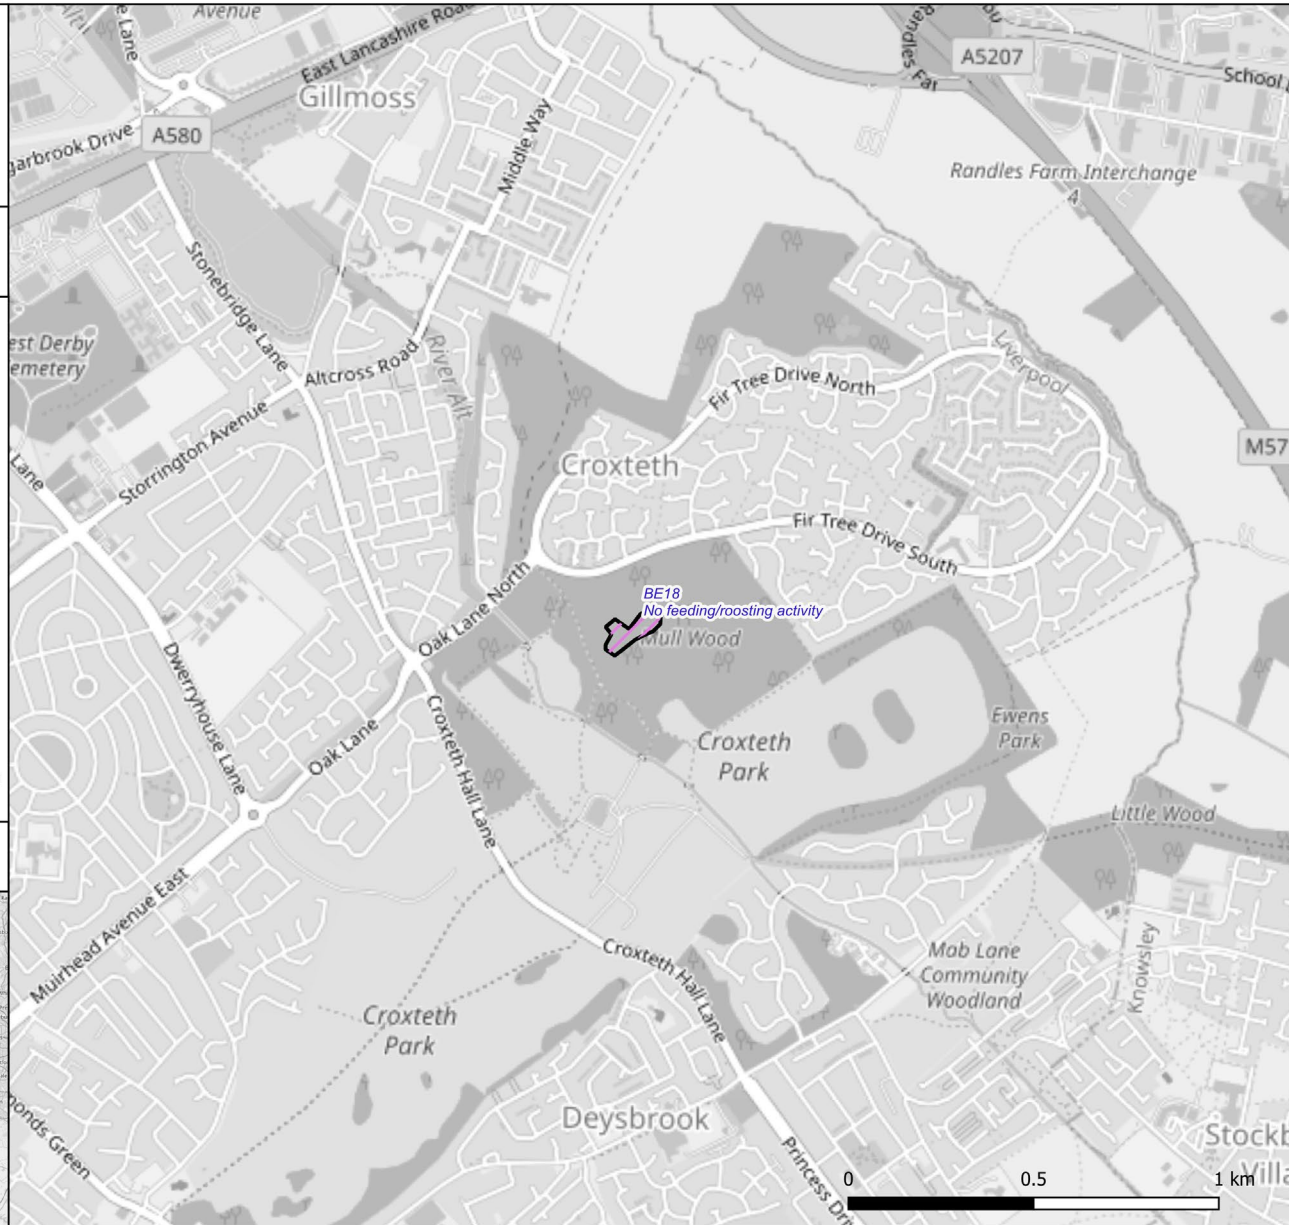 Avenue
Alt
e Lane
East Lancashire Road
Gillmoss
A580
garbrook Drive
Middle Way
Randles Far
A5207
School
Randles Farm Interchange
Stonebridge Lane
est Derby
emetery
Altcross Road
River Alt
Storrington Avenue
Lane
Fir Tree Drive North
Liverpool
Croxteth
M57
Fir Tree Drive South
Oak Lane North
BE18
No feeding/roosting activity
Mull Wood
Dwerryhouse Lane
Oak Lane
Croxteth Hall Lane
Croxteth
Park
Ewens
Park
Little Wood
Muirhead Avenue East
Croxteth Hall Lane
Mab Lane
Community
Woodland
Knowsley
Croxteth
Park
Deysbrook
monds Green
Princess Dri
Stockb
Villa
0 0.5 1 km